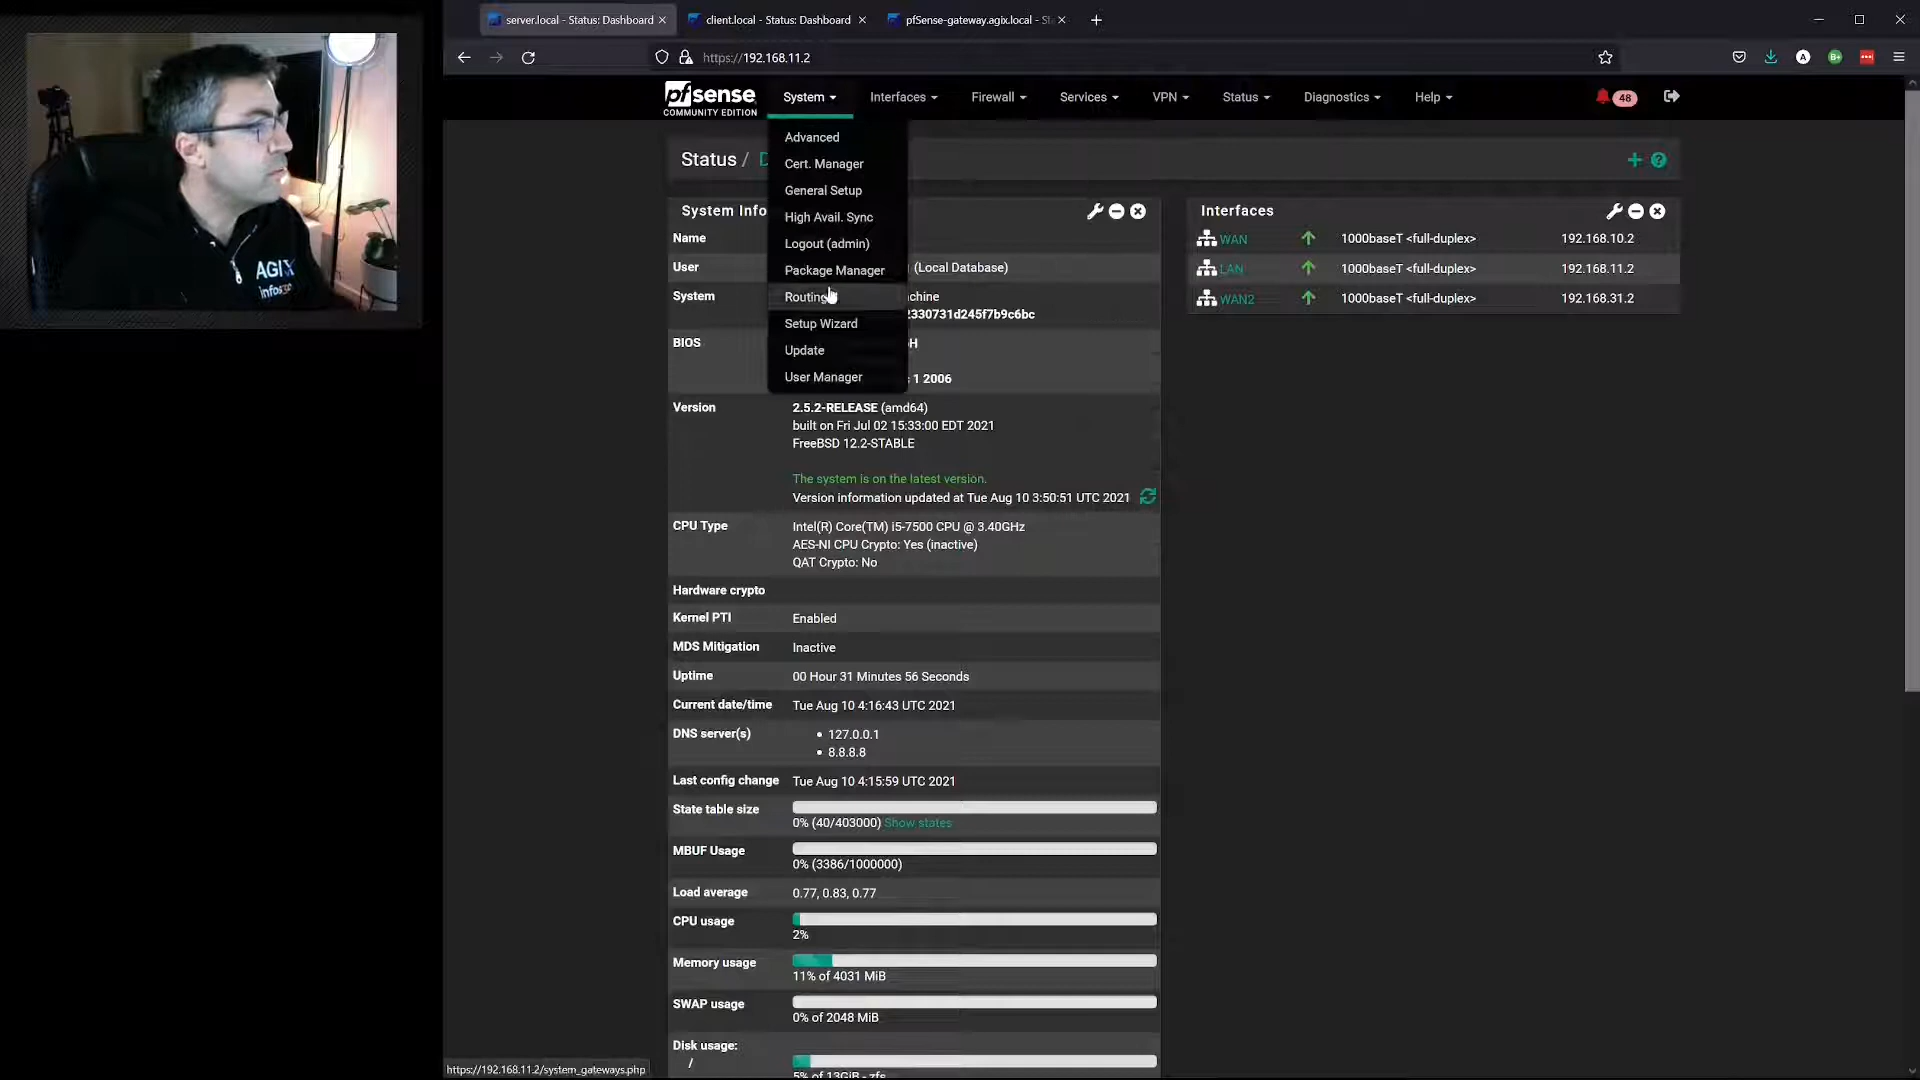 server.local - Status: Dashboard
client.local - Status: Dashboard
pfSense-gateway.agix.local - St
https://192.168.11.2
pfsense
COMMUNITY EDITION
System
Interfaces
Firewall
Services
VPN
Status
Diagnostics
Help
48
Advanced
Cert. Manager
General Setup
High Avail. Sync
Logout (admin)
Package Manager
Routing
Setup Wizard
Update
User Manager
Status / D
System Info
Name
User
(Local Database)
System
achine
2330731d245f7b9c6bc
BIOS
H
1 2006
Version
2.5.2-RELEASE (amd64)
built on Fri Jul 02 15:33:00 EDT 2021
FreeBSD 12.2-STABLE
The system is on the latest version.
Version information updated at Tue Aug 10 3:50:51 UTC 2021
CPU Type
Intel(R) Core(TM) i5-7500 CPU @ 3.40GHz
AES-NI CPU Crypto: Yes (inactive)
QAT Crypto: No
Hardware crypto
Kernel PTI
Enabled
MDS Mitigation
Inactive
Uptime
00 Hour 31 Minutes 56 Seconds
Current date/time
Tue Aug 10 4:16:43 UTC 2021
DNS server(s)
127.0.0.1
8.8.8.8
Last config change
Tue Aug 10 4:15:59 UTC 2021
State table size
0% (40/403000) Show states
MBUF Usage
0% (3386/1000000)
Load average
0.77, 0.83, 0.77
CPU usage
2%
Memory usage
11% of 4031 MiB
SWAP usage
0% of 2048 MiB
Disk usage:
/
5% of 13GiB - zfs
Interfaces
WAN
1000baseT <full-duplex>
192.168.10.2
LAN
1000baseT <full-duplex>
192.168.11.2
WAN2
1000baseT <full-duplex>
192.168.31.2
AGIX
https://192.168.11.2/system_gateways.php